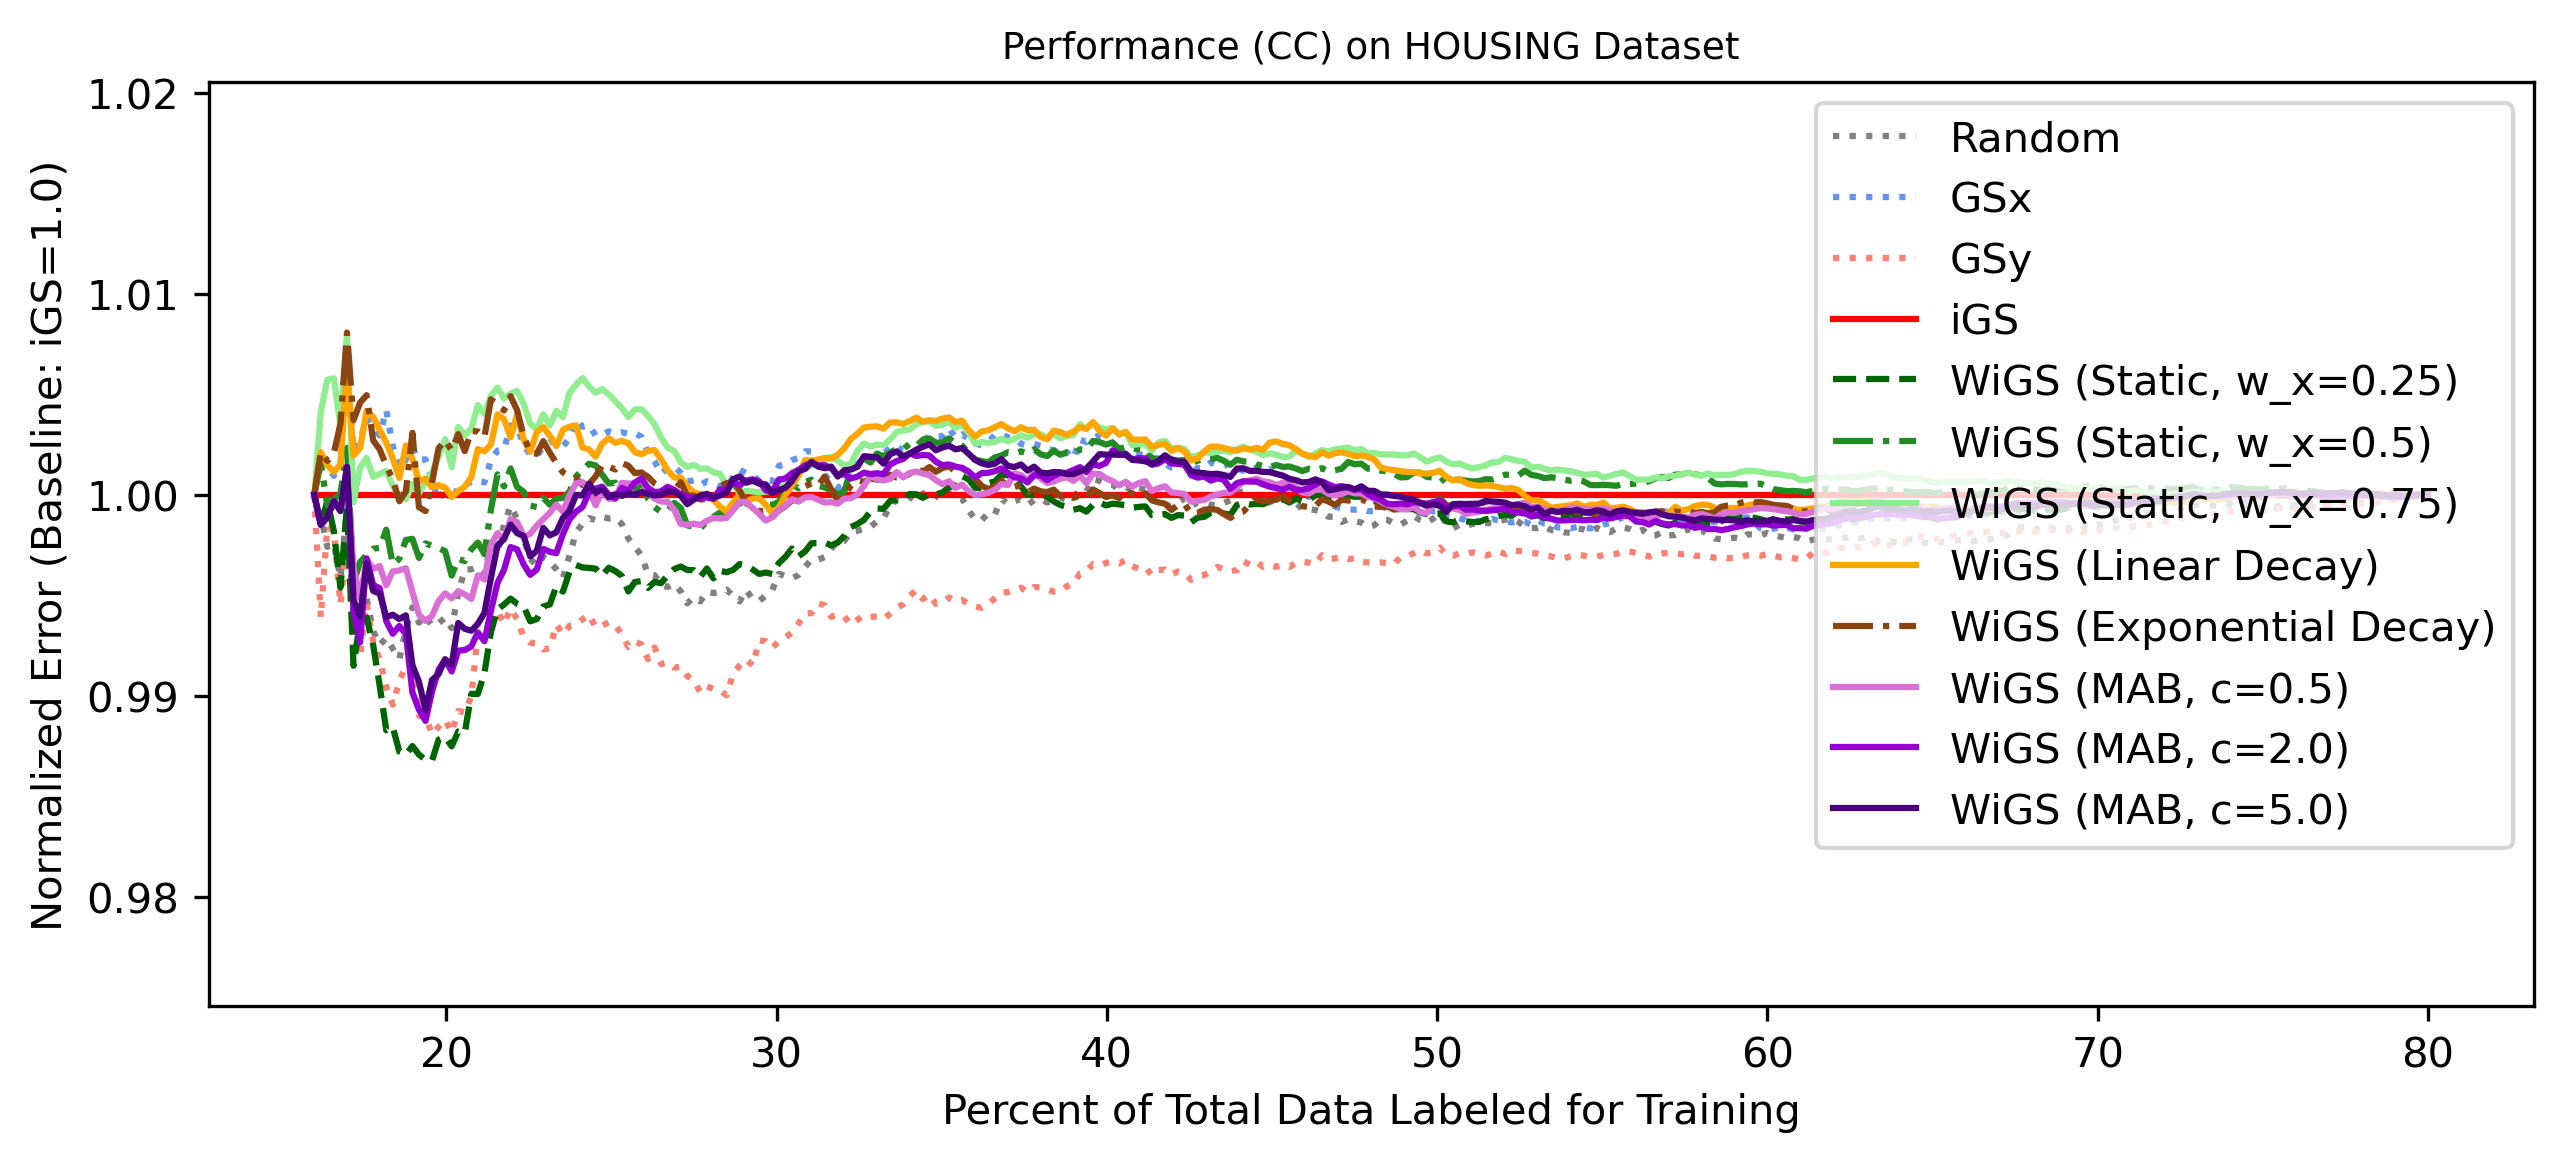 Performance (CC) on HOUSING Dataset
Normalized Error (Baseline: iGS=1.0)
1.02
1.01
1.00
0.99
0.98
Random
GSx
GSy
iGS
WiGS (Static, w_x=0.25)
WiGS (Static, w_x=0.5)
WiGS (Static, w_x=0.75)
WiGS (Linear Decay)
WiGS (Exponential Decay)
WiGS (MAB, c=0.5)
WiGS (MAB, c=2.0)
WiGS (MAB, c=5.0)
20 30 40 50 60 70 80
Percent of Total Data Labeled for Training